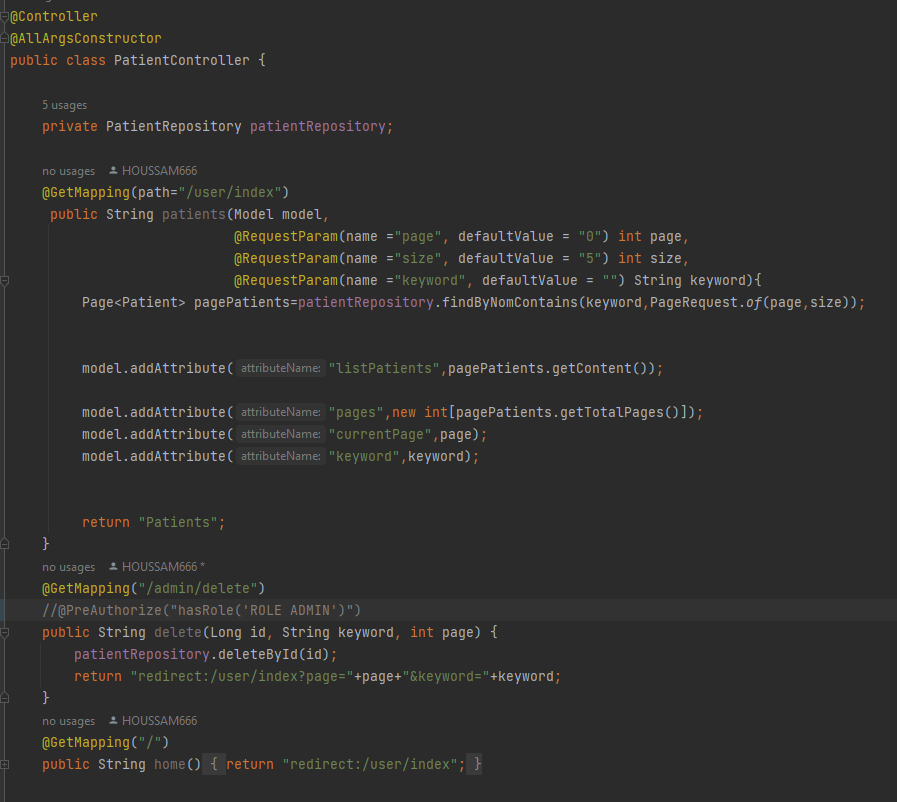 @Controller
@AllArgsConstructor
public class PatientController {
5 usages
private PatientRepository patientRepository;
no usages HOUSSAM666
@GetMapping(path="/user/index")
public String patients(Model model,
@RequestParam(name ="page", defaultValue = "0") int page,
@RequestParam(name ="size", defaultValue = "5") int size,
@RequestParam(name ="keyword", defaultValue = "") String keyword){
Page<Patient> pagePatients=patientRepository.findByNomContains(keyword,PageRequest.of(page,size));
model.addAttribute( attributeName: "listPatients",pagePatients.getContent());
model.addAttribute( attributeName: "pages",new int[pagePatients.getTotalPages()]);
model.addAttribute( attributeName: "currentPage",page);
model.addAttribute( attributeName: "keyword",keyword);
return "Patients";
}
no usages HOUSSAM666 *
@GetMapping("/admin/delete")
//@PreAuthorize("hasRole('ROLE ADMIN')")
public String delete(Long id, String keyword, int page) {
patientRepository.deleteById(id);
return "redirect:/user/index?page="+page+"&keyword="+keyword;
}
no usages HOUSSAM666
@GetMapping("/")
public String home() { return "redirect:/user/index"; }